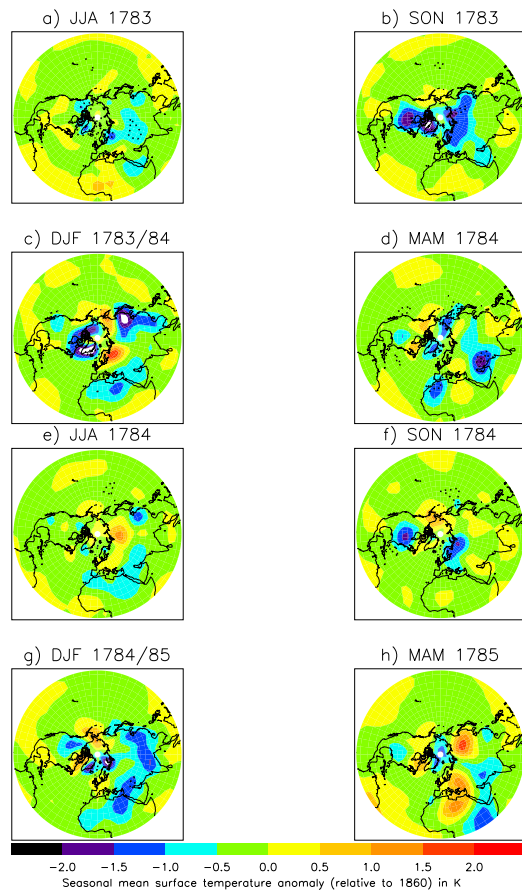 a) JJA 1783
b) SON 1783
c) DJF 1783/84
d) MAM 1784
e) JJA 1784
f) SON 1784
g) DJF 1784/85
h) MAM 1785
−2.0 −1.5 −1.0 −0.5 0.0 0.5 1.0 1.5 2.0
Seasonal mean surface temperature anomaly (relative to 1860) in K